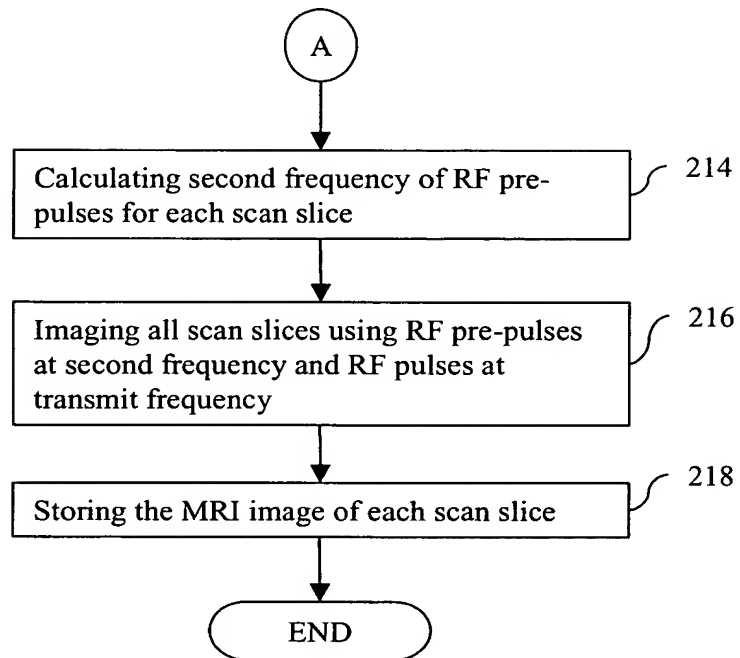 A
Calculating second frequency of RF pre-
pulses for each scan slice
214
Imaging all scan slices using RF pre-pulses
at second frequency and RF pulses at
transmit frequency
216
Storing the MRI image of each scan slice
218
END